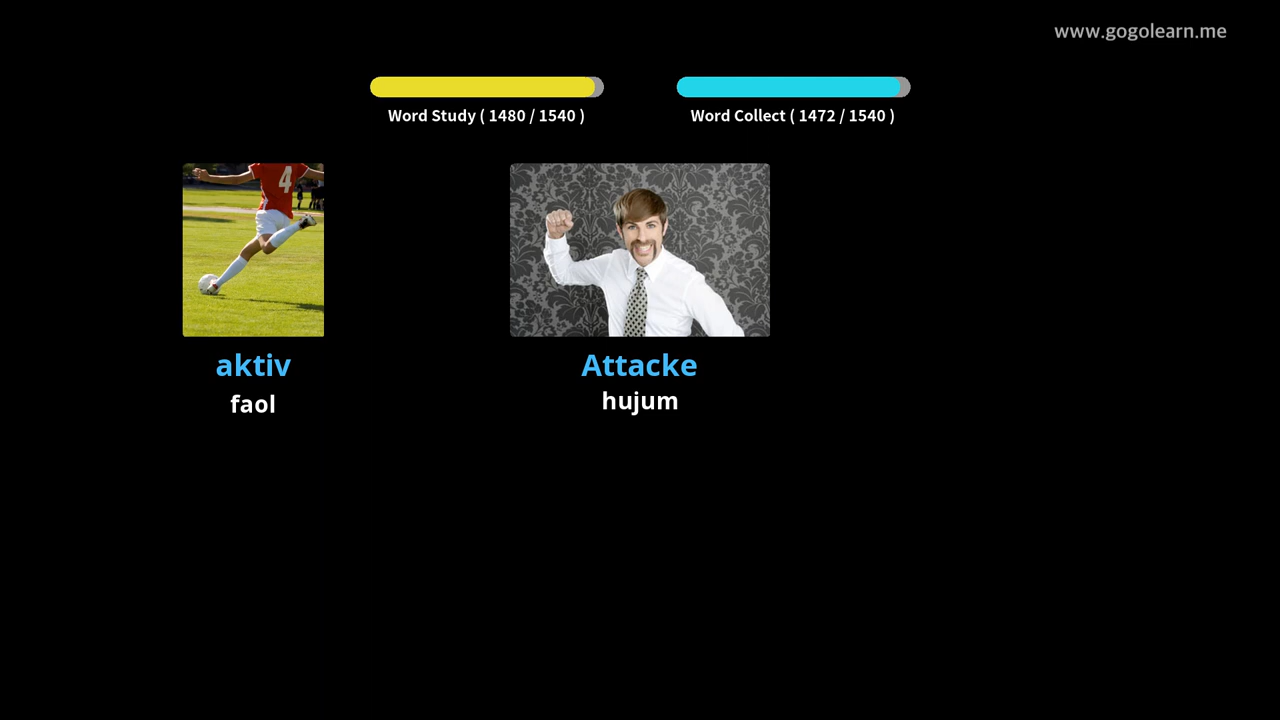 www.gogolearn.me
Word Study ( 1480 / 1540 )
Word Collect ( 1472 / 1540 )
4
aktiv
Attacke
faol
hujum